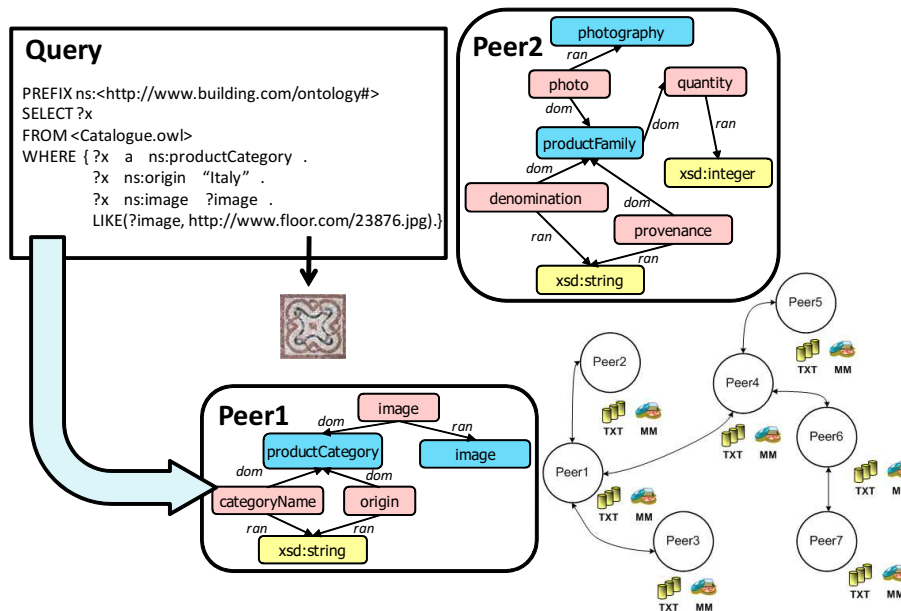 Query
PREFIX ns:<http://www.building.com/ontology#>
SELECT ?x
FROM <Catalogue.owl>
WHERE { ?x a ns:productCategory .
?x ns:origin “Italy” .
?x ns:image ?image .
LIKE(?image, http://www.floor.com/23876.jpg).}
Peer2
photography
ran
photo
quantity
dom
dom
ran
productFamily
dom
xsd:integer
denomination
dom
ran
provenance
ran
xsd:string
Peer1
image
dom
ran
productCategory
image
dom
dom
categoryName
origin
ran
ran
xsd:string
Peer5
TXT MM
Peer2
TXT MM
Peer4
TXT MM
Peer6
TXT MM
Peer1
TXT MM
Peer3
TXT MM
Peer7
TXT MM